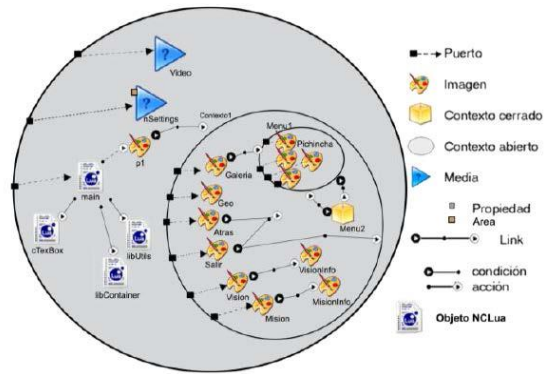 Video
nSettings
Contexto1
p1
main
cTexBox
libUtils
libContainer
Menu1
Pichincha
Galeria
Geo
Atras
Salir
Menu2
Vision
VisionInfo
Mision
MisionInfo
Puerto
Imagen
Contexto cerrado
Contexto abierto
Media
Propiedad
Area
Link
condición
acción
Objeto NCLua